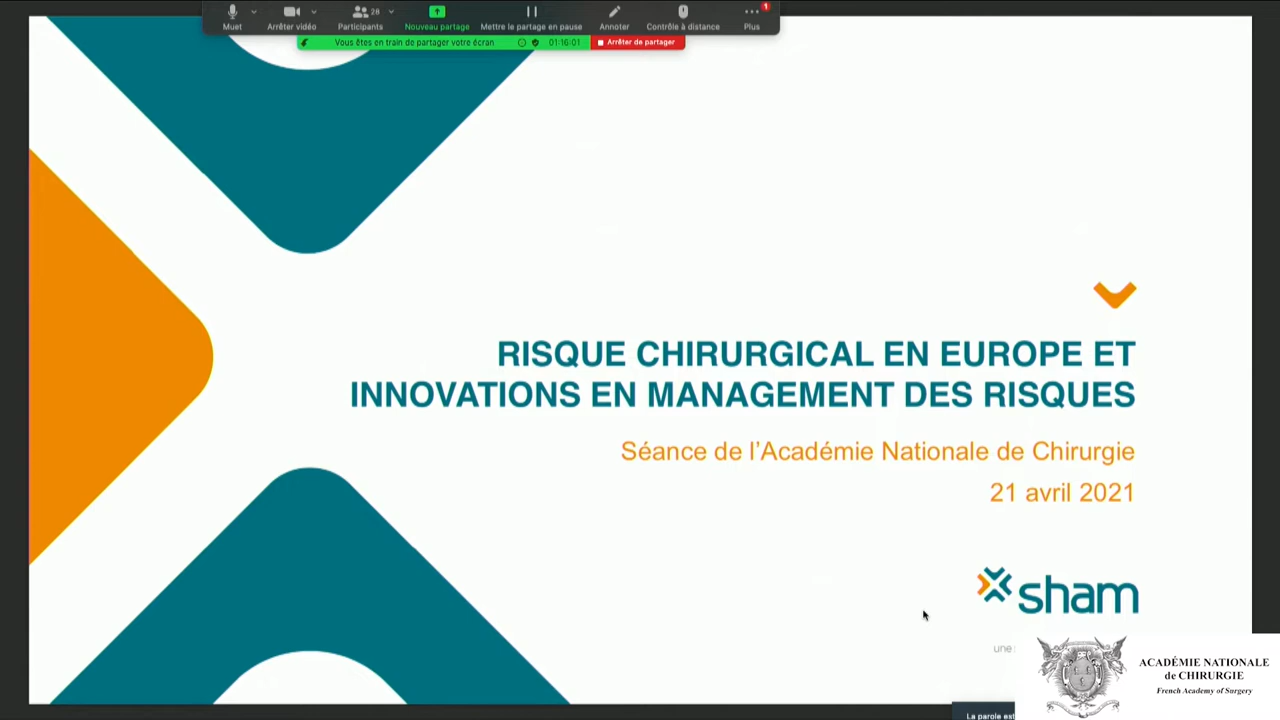 Muet
Arrêter vidéo
28
Participants
Nouveau partage
Mettre le partage en pause
Annoter
Contrôle à distance
1
Plus
Vous êtes en train de partager votre écran
01:16:01
Arrêter de partager
RISQUE CHIRURGICAL EN EUROPE ET
INNOVATIONS EN MANAGEMENT DES RISQUES
Séance de l'Académie Nationale de Chirurgie
21 avril 2021
sham
une
ACADÉMIE NATIONALE
de CHIRURGIE
French Academy of Surgery
La parole est